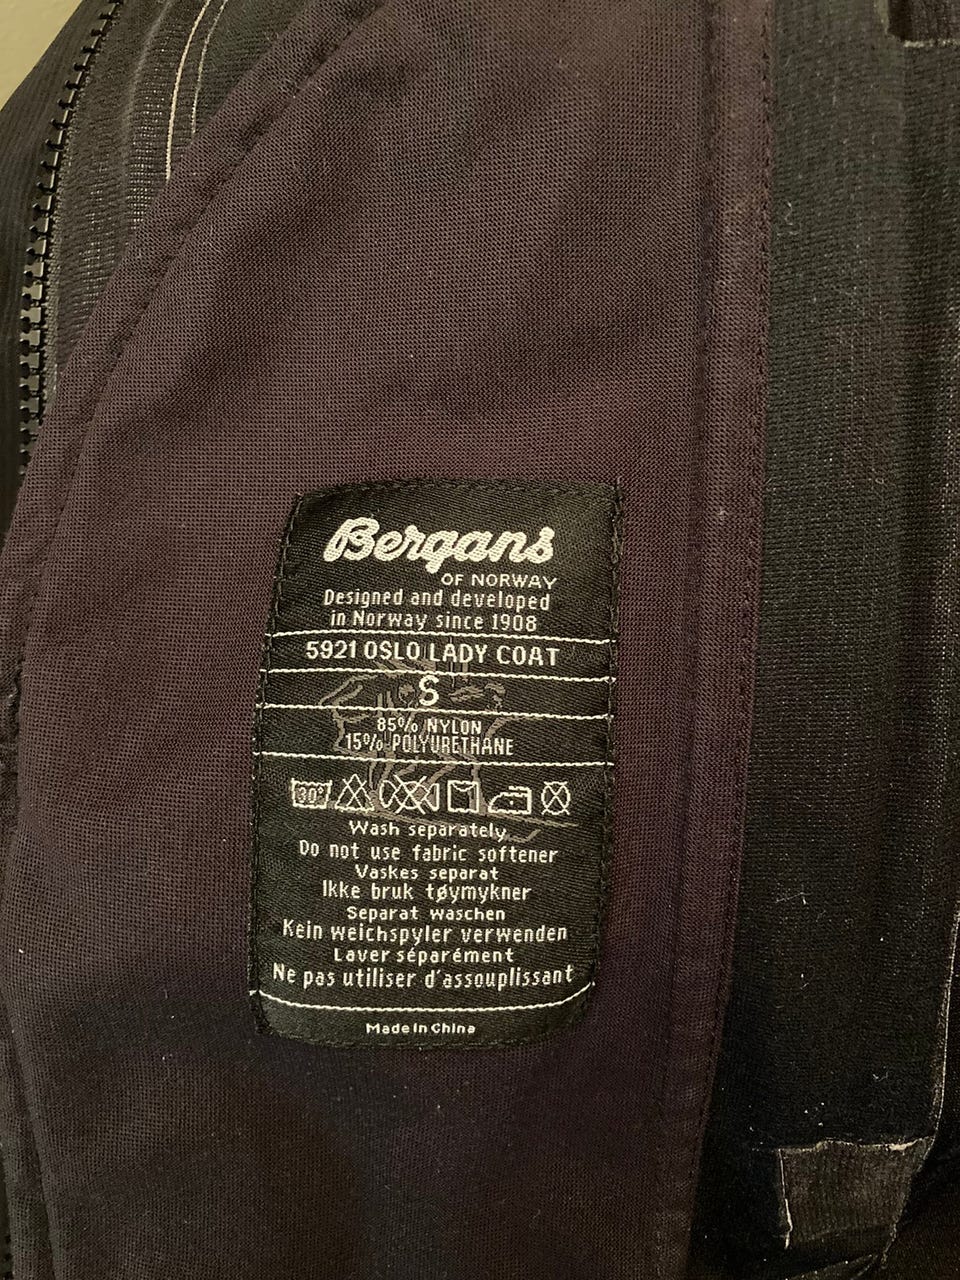 Bergans
OF NORWAY
Designed and developed
in Norway since 1908
5921 OSLO LADY COAT
S
85% NYLON
15% POLYURETHANE
30°
Wash separately
Do not use fabric softener
Vaskes separat
Ikke bruk tøymykner
Separat waschen
Kein weichspyler verwenden
Laver séparément
Ne pas utiliser d'assouplissant
Made in China